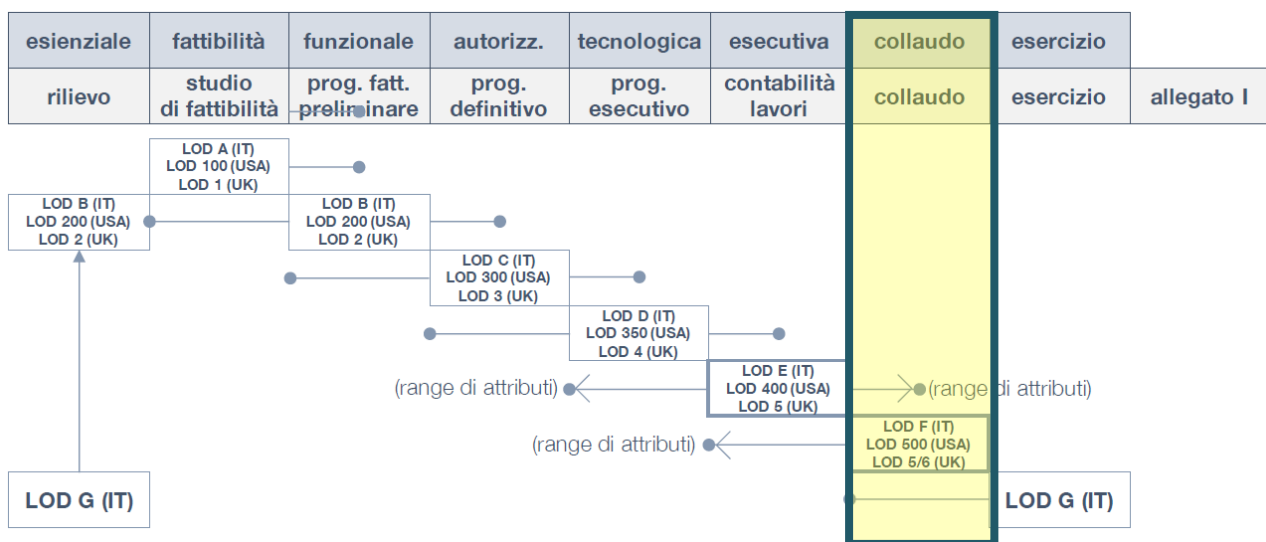 esienziale fattibilità funzionale autorizz. tecnologica esecutiva collaudo esercizio
rilievo studio di fattibilità prog. fatt. preliminare prog. definitivo prog. esecutivo contabilità lavori collaudo esercizio allegato I
LOD A (IT)
LOD 100 (USA)
LOD 1 (UK)
LOD B (IT)
LOD 200 (USA)
LOD 2 (UK)
LOD B (IT)
LOD 200 (USA)
LOD 2 (UK)
LOD C (IT)
LOD 300 (USA)
LOD 3 (UK)
LOD D (IT)
LOD 350 (USA)
LOD 4 (UK)
(range di attributi)
LOD E (IT)
LOD 400 (USA)
LOD 5 (UK)
(range di attributi)
(range di attributi)
LOD F (IT)
LOD 500 (USA)
LOD 5/6 (UK)
LOD G (IT)
LOD G (IT)